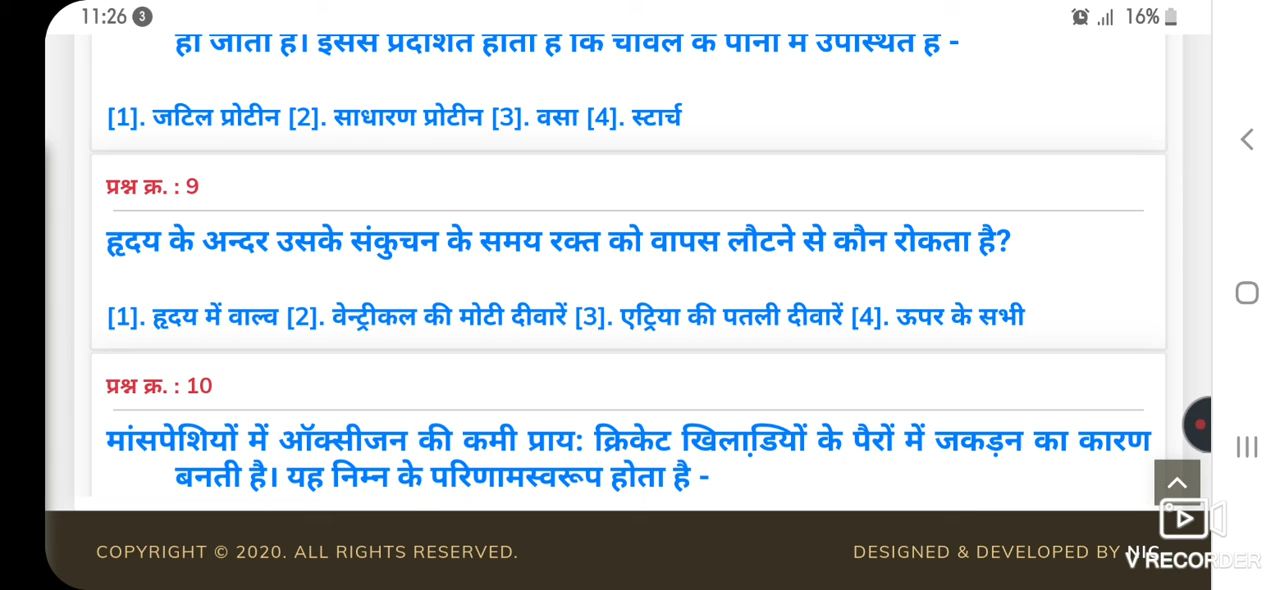 11:26 3
16%
हो जाता है। इससे प्रदर्शित होता है कि चावल के पानी में उपस्थित है -
[1]. जटिल प्रोटीन [2]. साधारण प्रोटीन [3]. वसा [4]. स्टार्च
प्रश्न क्र. : 9
हृदय के अन्दर उसके संकुचन के समय रक्त को वापस लौटने से कौन रोकता है?
[1]. हृदय में वाल्व [2]. वेन्ट्रीकल की मोटी दीवारें [3]. एट्रिया की पतली दीवारें [4]. ऊपर के सभी
प्रश्न क्र. : 10
मांसपेशियों में ऑक्सीजन की कमी प्राय: क्रिकेट खिलाड़ियों के पैरों में जकड़न का कारण
बनती है। यह निम्न के परिणामस्वरूप होता है -
COPYRIGHT © 2020. ALL RIGHTS RESERVED.
DESIGNED & DEVELOPED BY NIC
V RECORDER